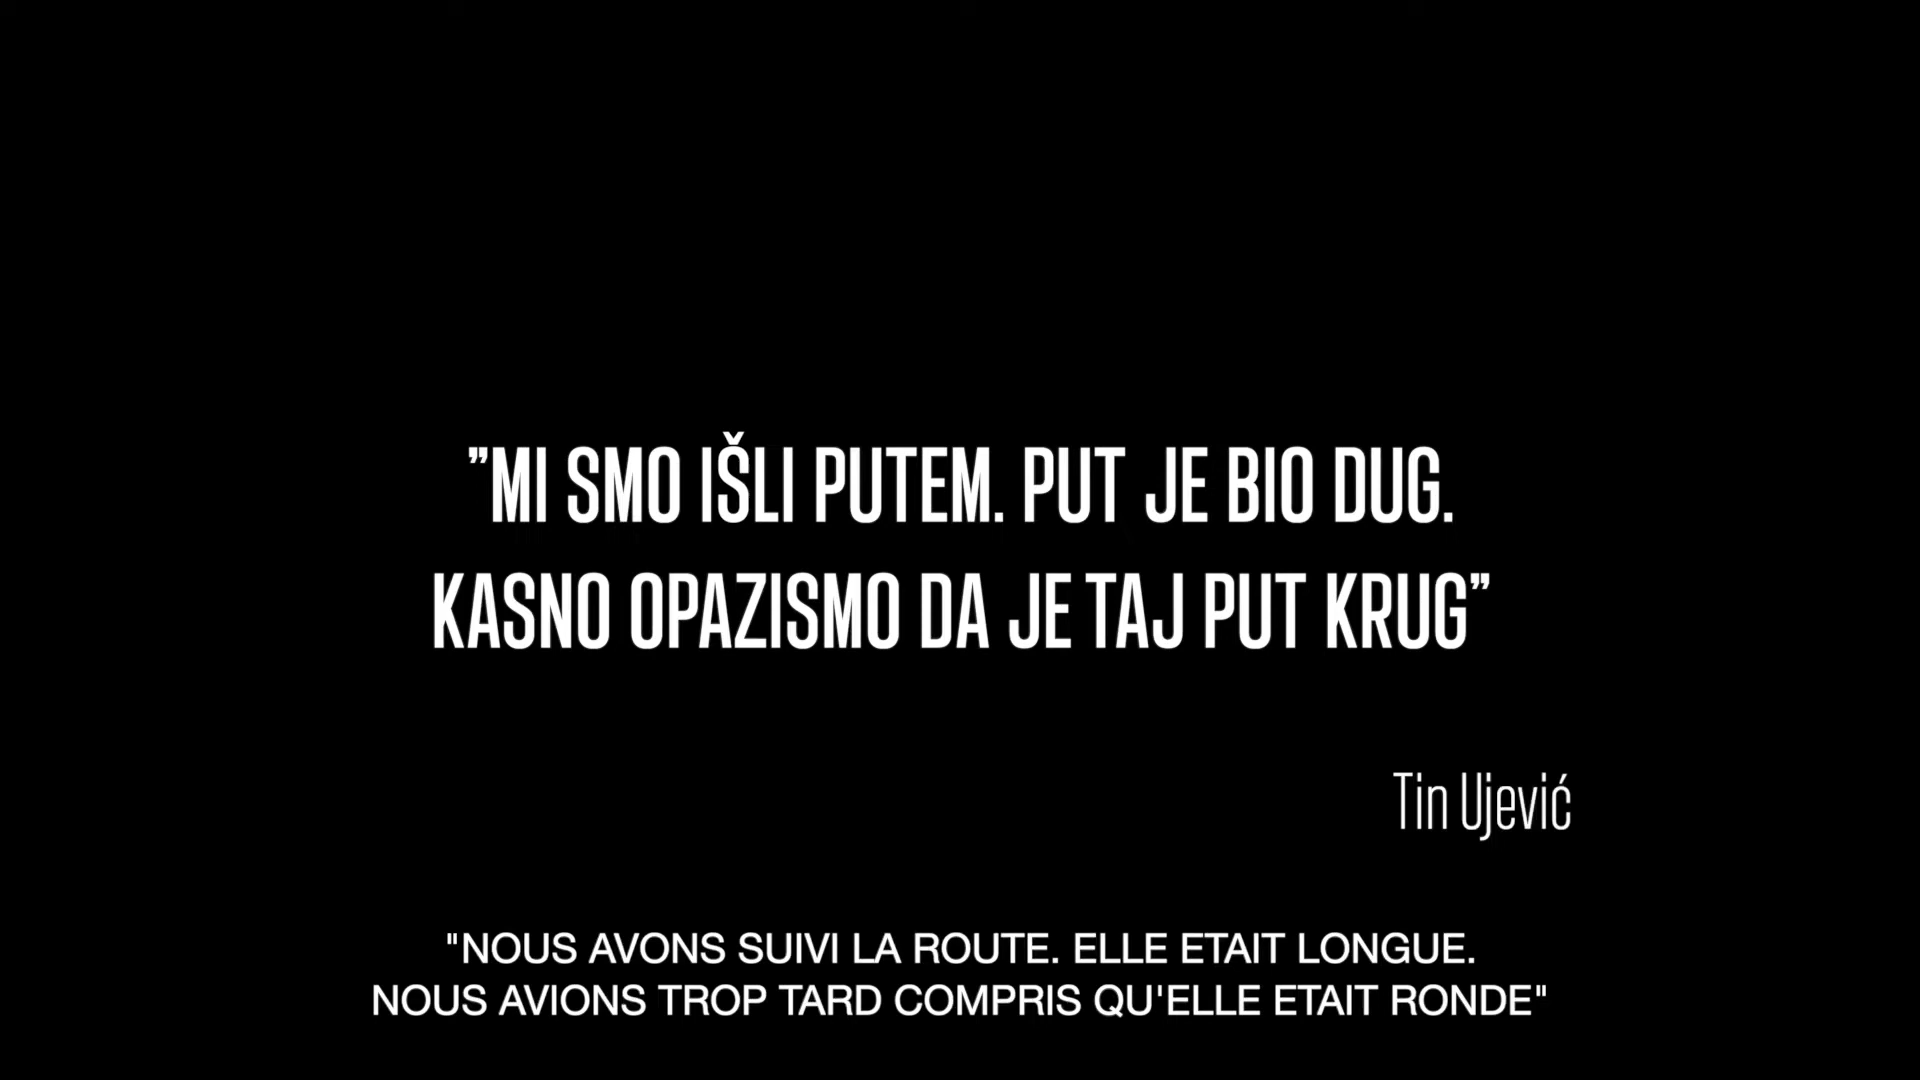 ”MI SMO IŠLI PUTEM. PUT JE BIO DUG.
KASNO OPAZISMO DA JE TAJ PUT KRUG”
Tin Ujević
"NOUS AVONS SUIVI LA ROUTE. ELLE ETAIT LONGUE.
NOUS AVIONS TROP TARD COMPRIS QU'ELLE ETAIT RONDE"